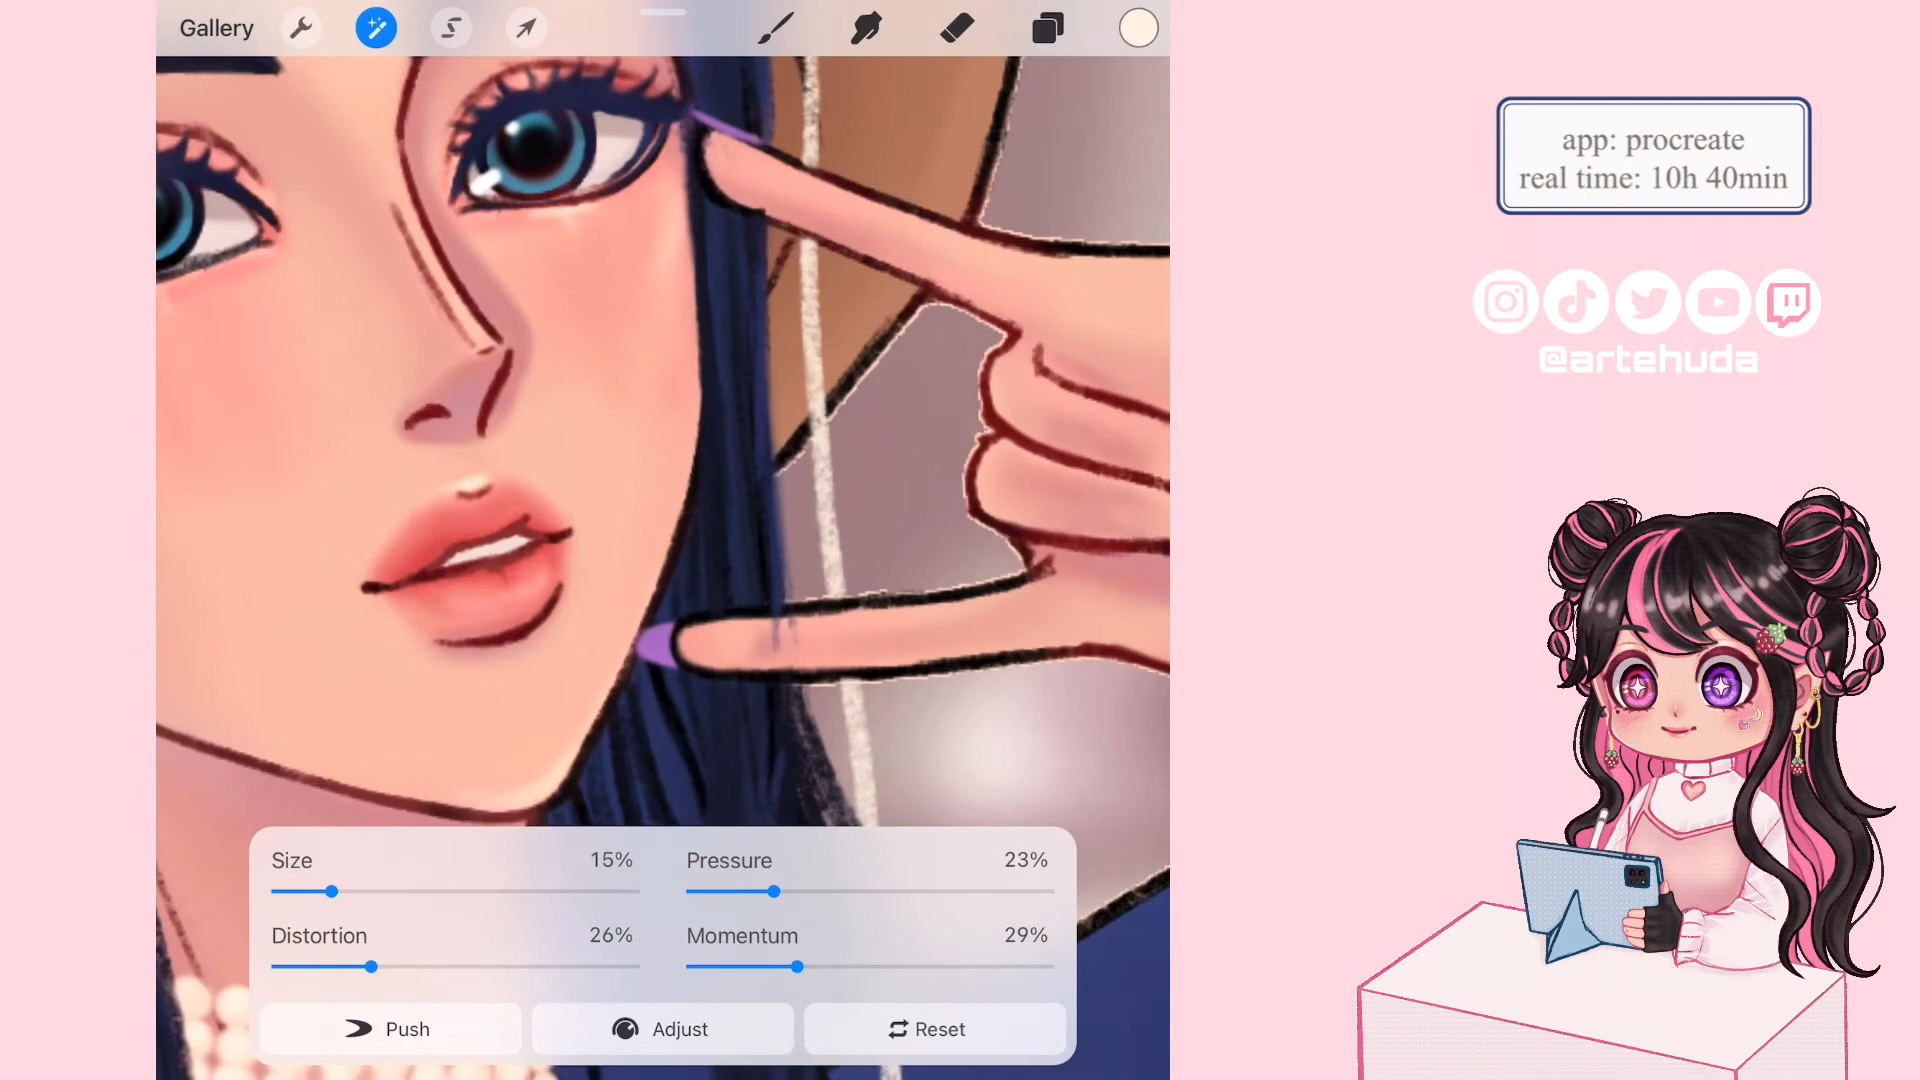 Gallery
app: procreate
real time: 10h 40min
@artehuda
Size 15% Pressure 23%
Distortion 26% Momentum 29%
Push Adjust Reset